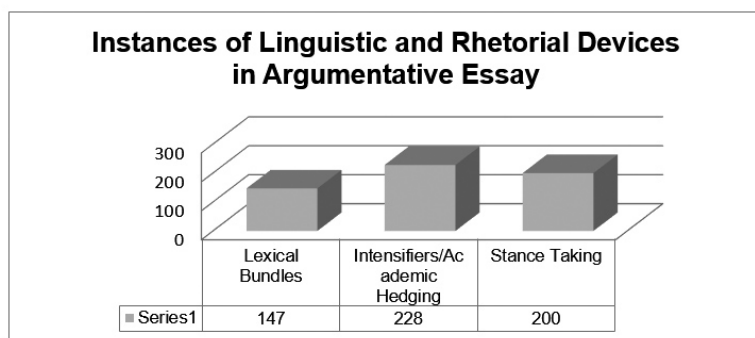 Instances of Linguistic and Rhetorial Devices
in Argumentative Essay
300
200
100
0
Lexical
Bundles
Intensifiers/Ac
ademic
Hedging
Stance Taking
Series1 147 228 200